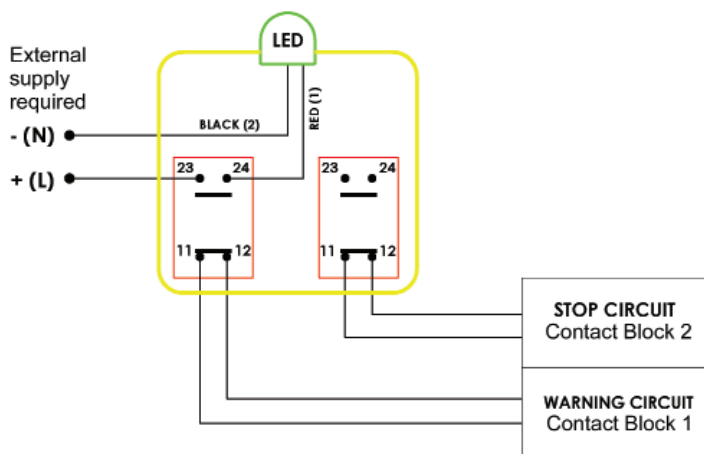 LED
External
supply
required
- (N)
BLACK (2)
RED (1)
+ (L)
23 24
23 24
11 12
11 12
STOP CIRCUIT
Contact Block 2
WARNING CIRCUIT
Contact Block 1